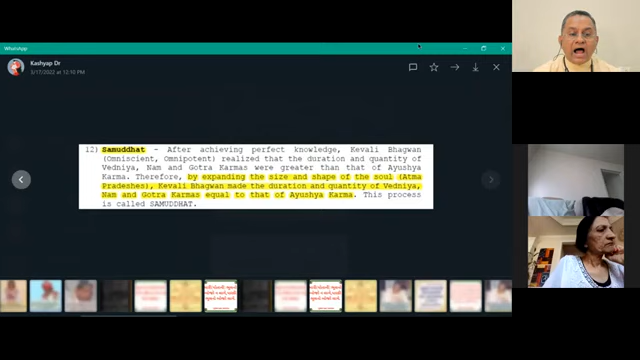 WhatsApp
Kashyap Dr
3/17/2022 at 12:10 PM
12) Samuddhat - After achieving perfect knowledge, Kevali Bhagwan
(Omniscient, Omnipotent) realized that the duration and quantity of
Vedniya, Nam and Gotra Karmas were greater than that of Ayushya
Karma. Therefore, by expanding the size and shape of the soul (Atma
Pradeshes), Kevali Bhagwan made the duration and quantity of Vedniya,
Nam and Gotra Karmas equal to that of Ayushya Karma. This process
is called SAMUDDHAT.